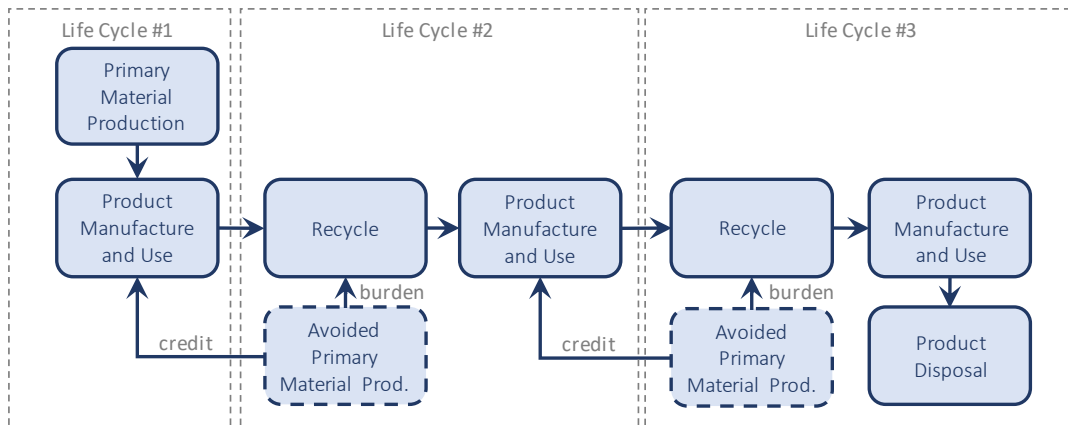 Life Cycle #1
Primary
Material
Production
Product
Manufacture
and Use
credit
Life Cycle #2
Recycle
burden
Avoided
Primary
Material Prod.
Product
Manufacture
and Use
credit
Life Cycle #3
Recycle
burden
Avoided
Primary
Material Prod.
Product
Manufacture
and Use
Product
Disposal